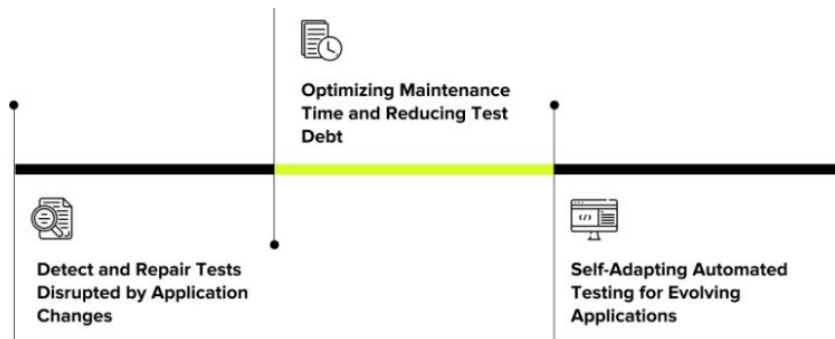 Optimizing Maintenance
Time and Reducing Test
Debt
Detect and Repair Tests
Disrupted by Application
Changes
</>
Self-Adapting Automated
Testing for Evolving
Applications